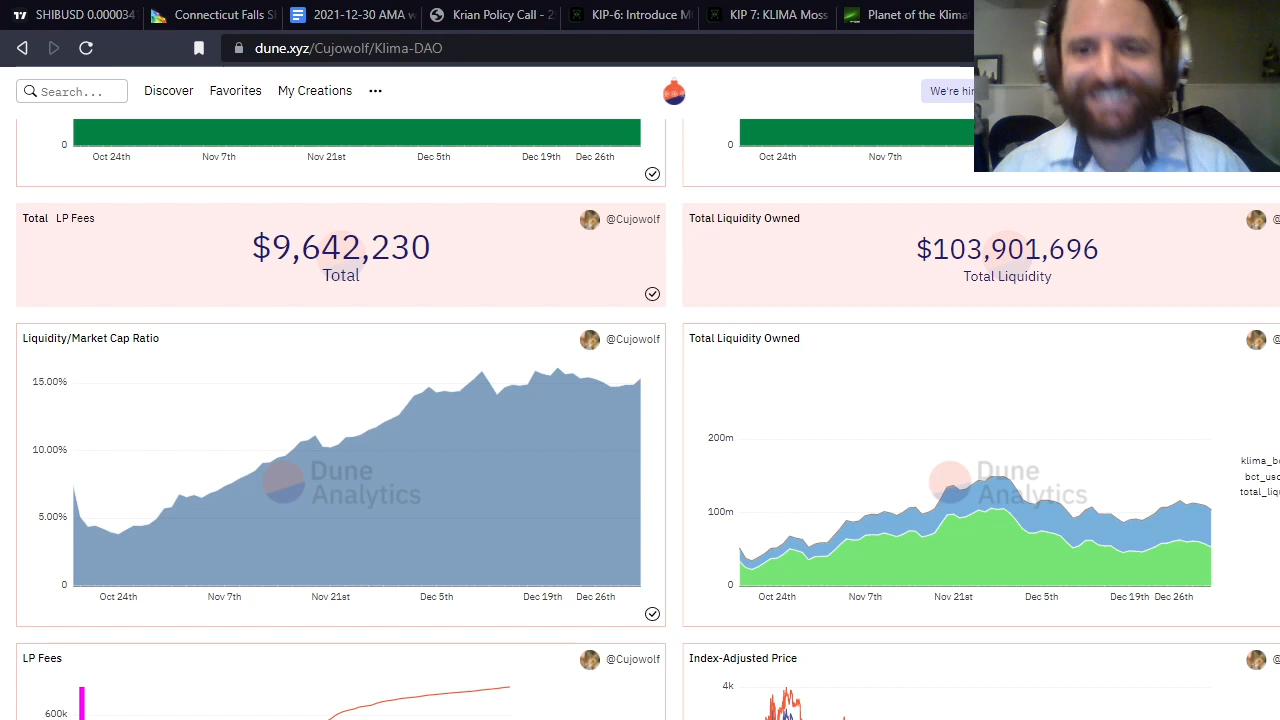 SHIBUSD 0.0000034
Connecticut Falls S
2021-12-30 AMA w
Krian Policy Call - 2
KIP-6: Introduce M
KIP 7: KLIMA Moss
Planet of the Klima
dune.xyz/Cujowolf/Klima-DAO
Search...
Discover
Favorites
My Creations
We're hir
0
Oct 24th
Nov 7th
Nov 21st
Dec 5th
Dec 19th
Dec 26th
0
Oct 24th
Nov 7th
Total LP Fees
@Cujowolf
$9,642,230
Total
Total Liquidity Owned
@
$103,901,696
Total Liquidity
Liquidity/Market Cap Ratio
@Cujowolf
15.00%
10.00%
5.00%
0
Dune
Analytics
Oct 24th
Nov 7th
Nov 21st
Dec 5th
Dec 19th
Dec 26th
Total Liquidity Owned
@
200m
100m
0
Dune
Analytics
klima_b
bct_usc
total_liq
Oct 24th
Nov 7th
Nov 21st
Dec 5th
Dec 19th
Dec 26th
LP Fees
@Cujowolf
600k
Index-Adjusted Price
@
4k